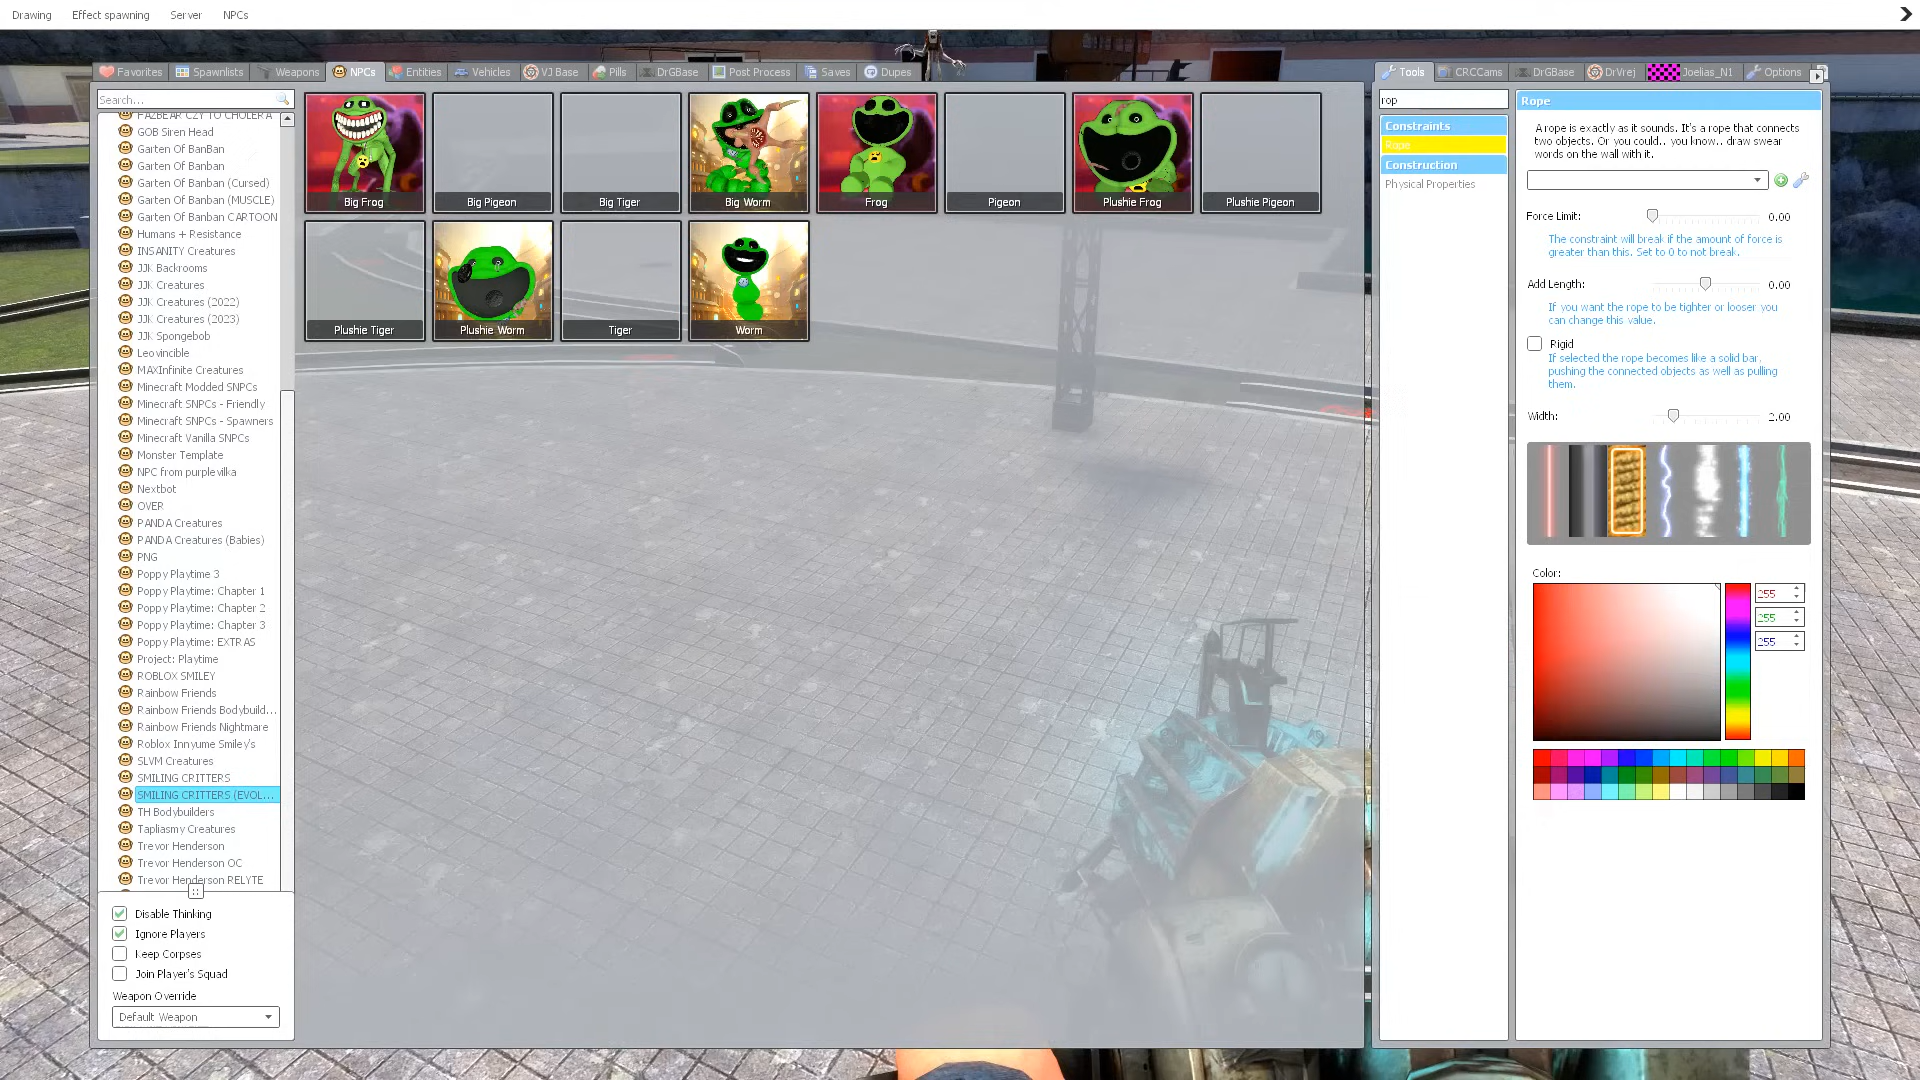 Drawing
Effect spawning
Server
NPCs
Favorites
Spawnlists
Weapons
NPCs
Entities
Vehicles
VJ Base
Pills
DrGBase
Post Process
Saves
Dupes
Search...
FAZBEAR CZY TO CHOLERA
GOB Siren Head
Garten Of BanBan
Garten Of Banban
Garten Of Banban (Cursed)
Garten Of Banban (MUSCLE)
Garten Of Banban CARTOON
Humans + Resistance
INSANITY Creatures
JJK Backrooms
JJK Creatures
JJK Creatures (2022)
JJK Creatures (2023)
JJK Spongebob
Leovincible
MAXInfinite Creatures
Minecraft Modded SNPCs
Minecraft SNPCs - Friendly
Minecraft SNPCs - Spawners
Minecraft Vanilla SNPCs
Monster Template
NPC from purplevilka
Nextbot
OVER
PANDA Creatures
PANDA Creatures (Babies)
PNG
Poppy Playtime 3
Poppy Playtime: Chapter 1
Poppy Playtime: Chapter 2
Poppy Playtime: Chapter 3
Poppy Playtime: EXTRAS
Project: Playtime
ROBLOX SMILEY
Rainbow Friends
Rainbow Friends Bodybuild...
Rainbow Friends Nightmare
Roblox Innyume Smiley's
SLVM Creatures
SMILING CRITTERS
SMILING CRITTERS (EVOL...
TH Bodybuilders
Tapliasmy Creatures
Trevor Henderson
Trevor Henderson OC
Trevor Henderson RELYTE
Disable Thinking
Ignore Players
Keep Corpses
Join Player's Squad
Weapon Override
Default Weapon
Big Frog
Big Pigeon
Big Tiger
Big Worm
Frog
Pigeon
Plushie Frog
Plushie Pigeon
Plushie Tiger
Plushie Worm
Tiger
Worm
Tools
CRCCams
DrGBase
DrVrej
Joelias_N1
Options
rop
Constraints
Rope
Construction
Physical Properties
Rope
A rope is exactly as it sounds. It's a rope that connects
two objects. Or you could.. you know.. draw swear
words on the wall with it.
Force Limit:
0.00
The constraint will break if the amount of force is
greater than this. Set to 0 to not break.
Add Length:
0.00
If you want the rope to be tighter or looser you
can change this value.
Rigid
If selected the rope becomes like a solid bar,
pushing the connected objects as well as pulling
them.
Width:
2.00
Color:
255
255
255